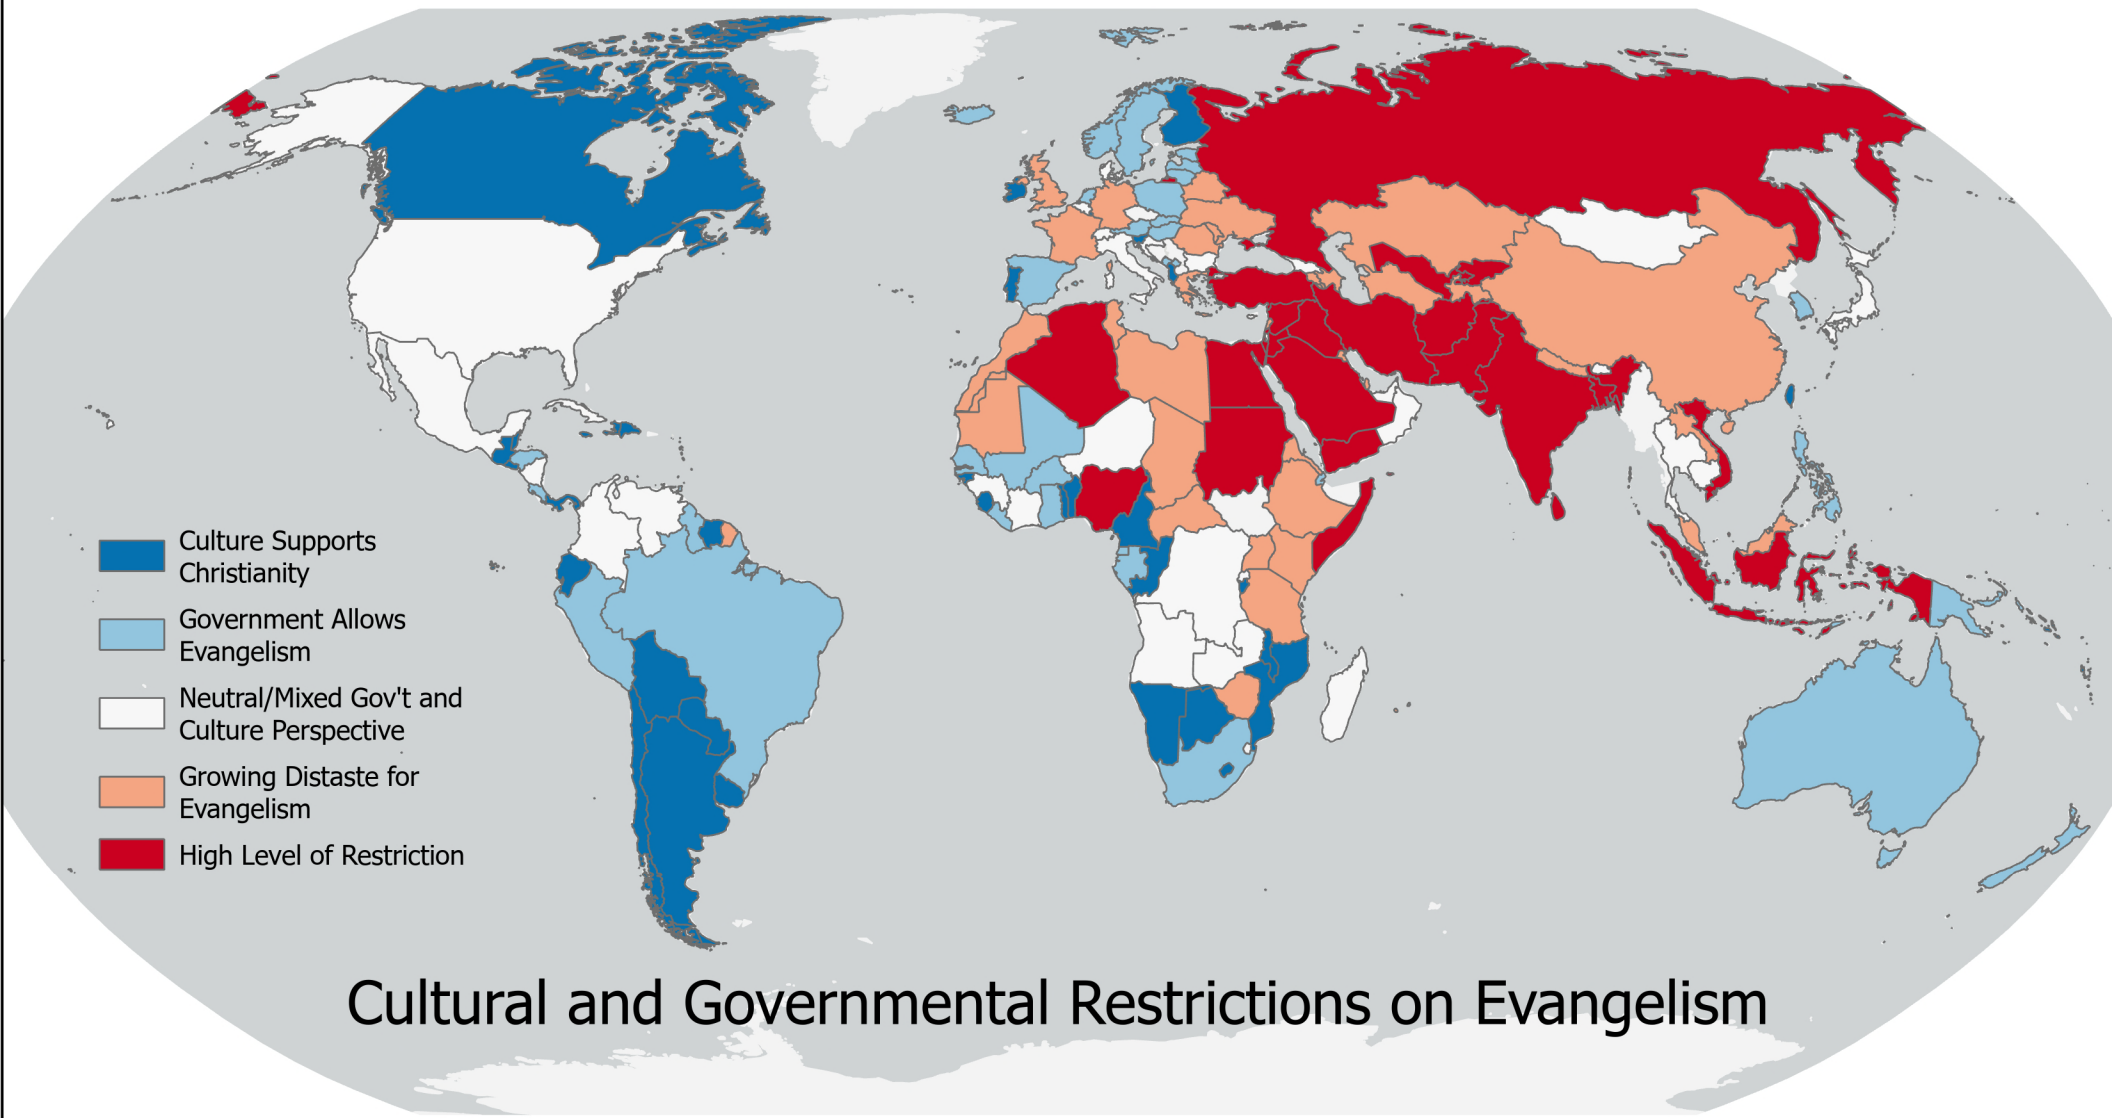 Culture Supports
Christianity
Government Allows
Evangelism
Neutral/Mixed Gov't and
Culture Perspective
Growing Distaste for
Evangelism
High Level of Restriction
Cultural and Governmental Restrictions on Evangelism